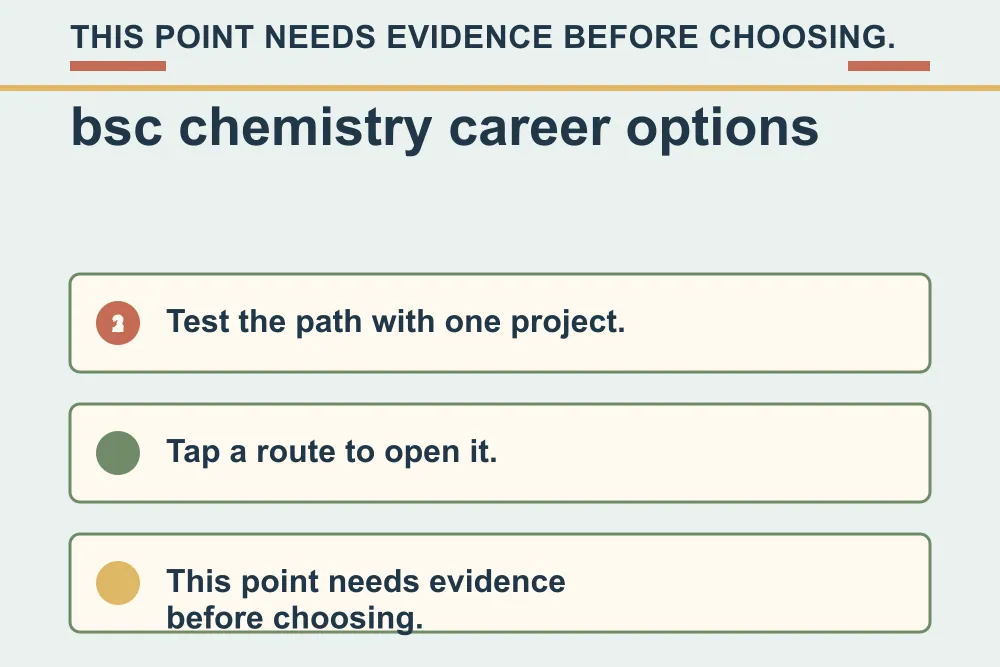 THIS POINT NEEDS EVIDENCE BEFORE CHOOSING.
bsc chemistry career options
Test the path with one project.
Tap a route to open it.
This point needs evidence
before choosing.